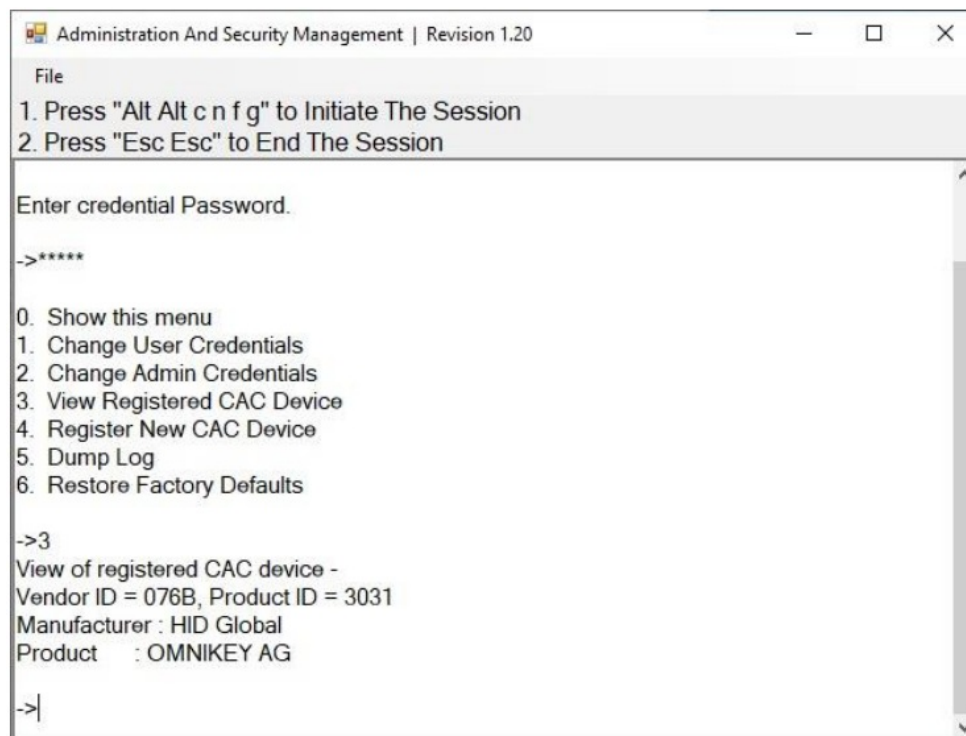 Administration And Security Management | Revision 1.20
File
1. Press "Alt Alt c n f g" to Initiate The Session
2. Press "Esc Esc" to End The Session
Enter credential Password.
->*****
0. Show this menu
1. Change User Credentials
2. Change Admin Credentials
3. View Registered CAC Device
4. Register New CAC Device
5. Dump Log
6. Restore Factory Defaults
->3
View of registered CAC device -
Vendor ID = 076B, Product ID = 3031
Manufacturer : HID Global
Product : OMNIKEY AG
->